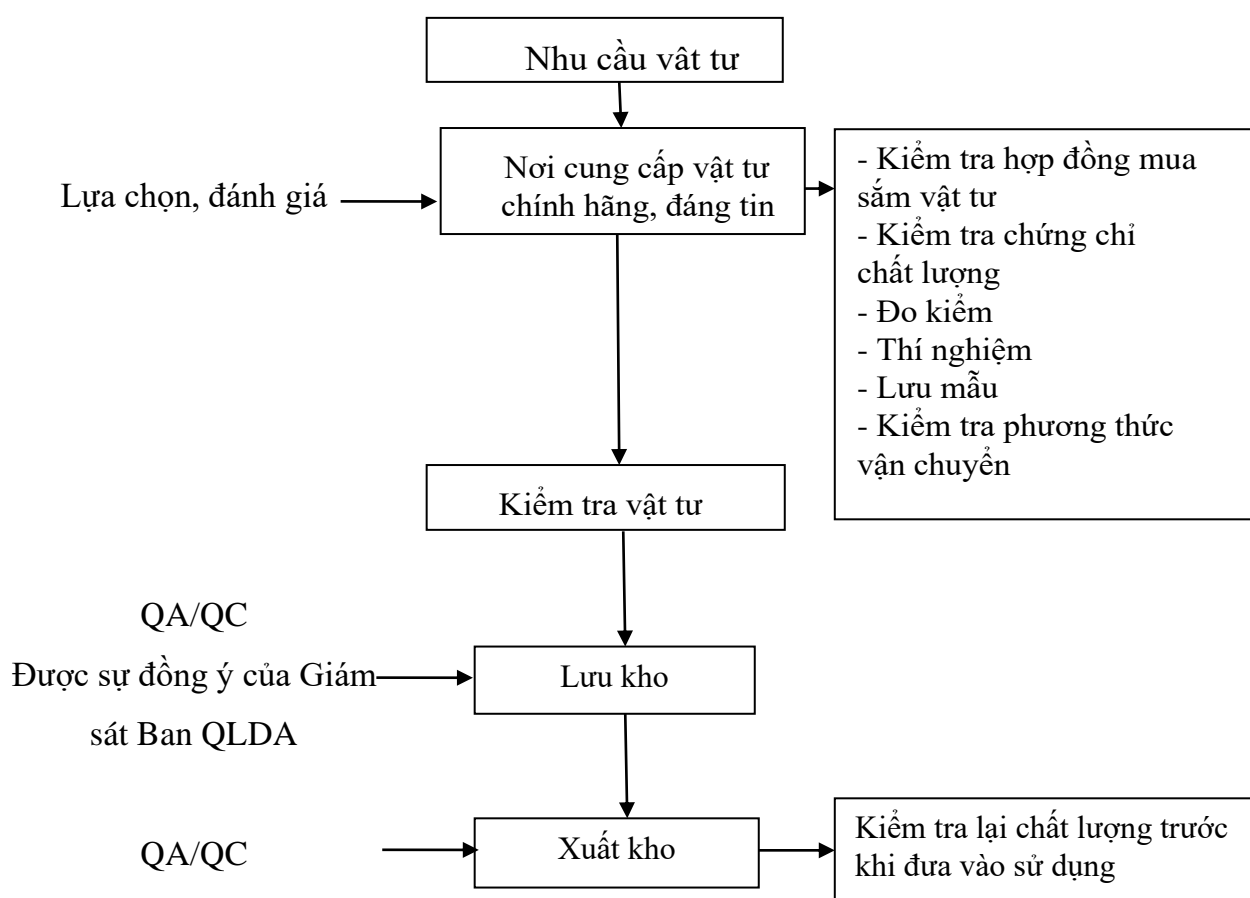 Nhu cầu vât tư
Lựa chọn, đánh giá
Nơi cung cấp vật tư
chính hãng, đáng tin
- Kiểm tra hợp đồng mua
sắm vật tư
- Kiểm tra chứng chỉ
chất lượng
- Đo kiểm
- Thí nghiệm
- Lưu mẫu
- Kiểm tra phương thức
vận chuyển
Kiểm tra vật tư
QA/QC
Được sự đồng ý của Giám
sát Ban QLDA
Lưu kho
QA/QC
Xuất kho
Kiểm tra lại chất lượng trước
khi đưa vào sử dụng